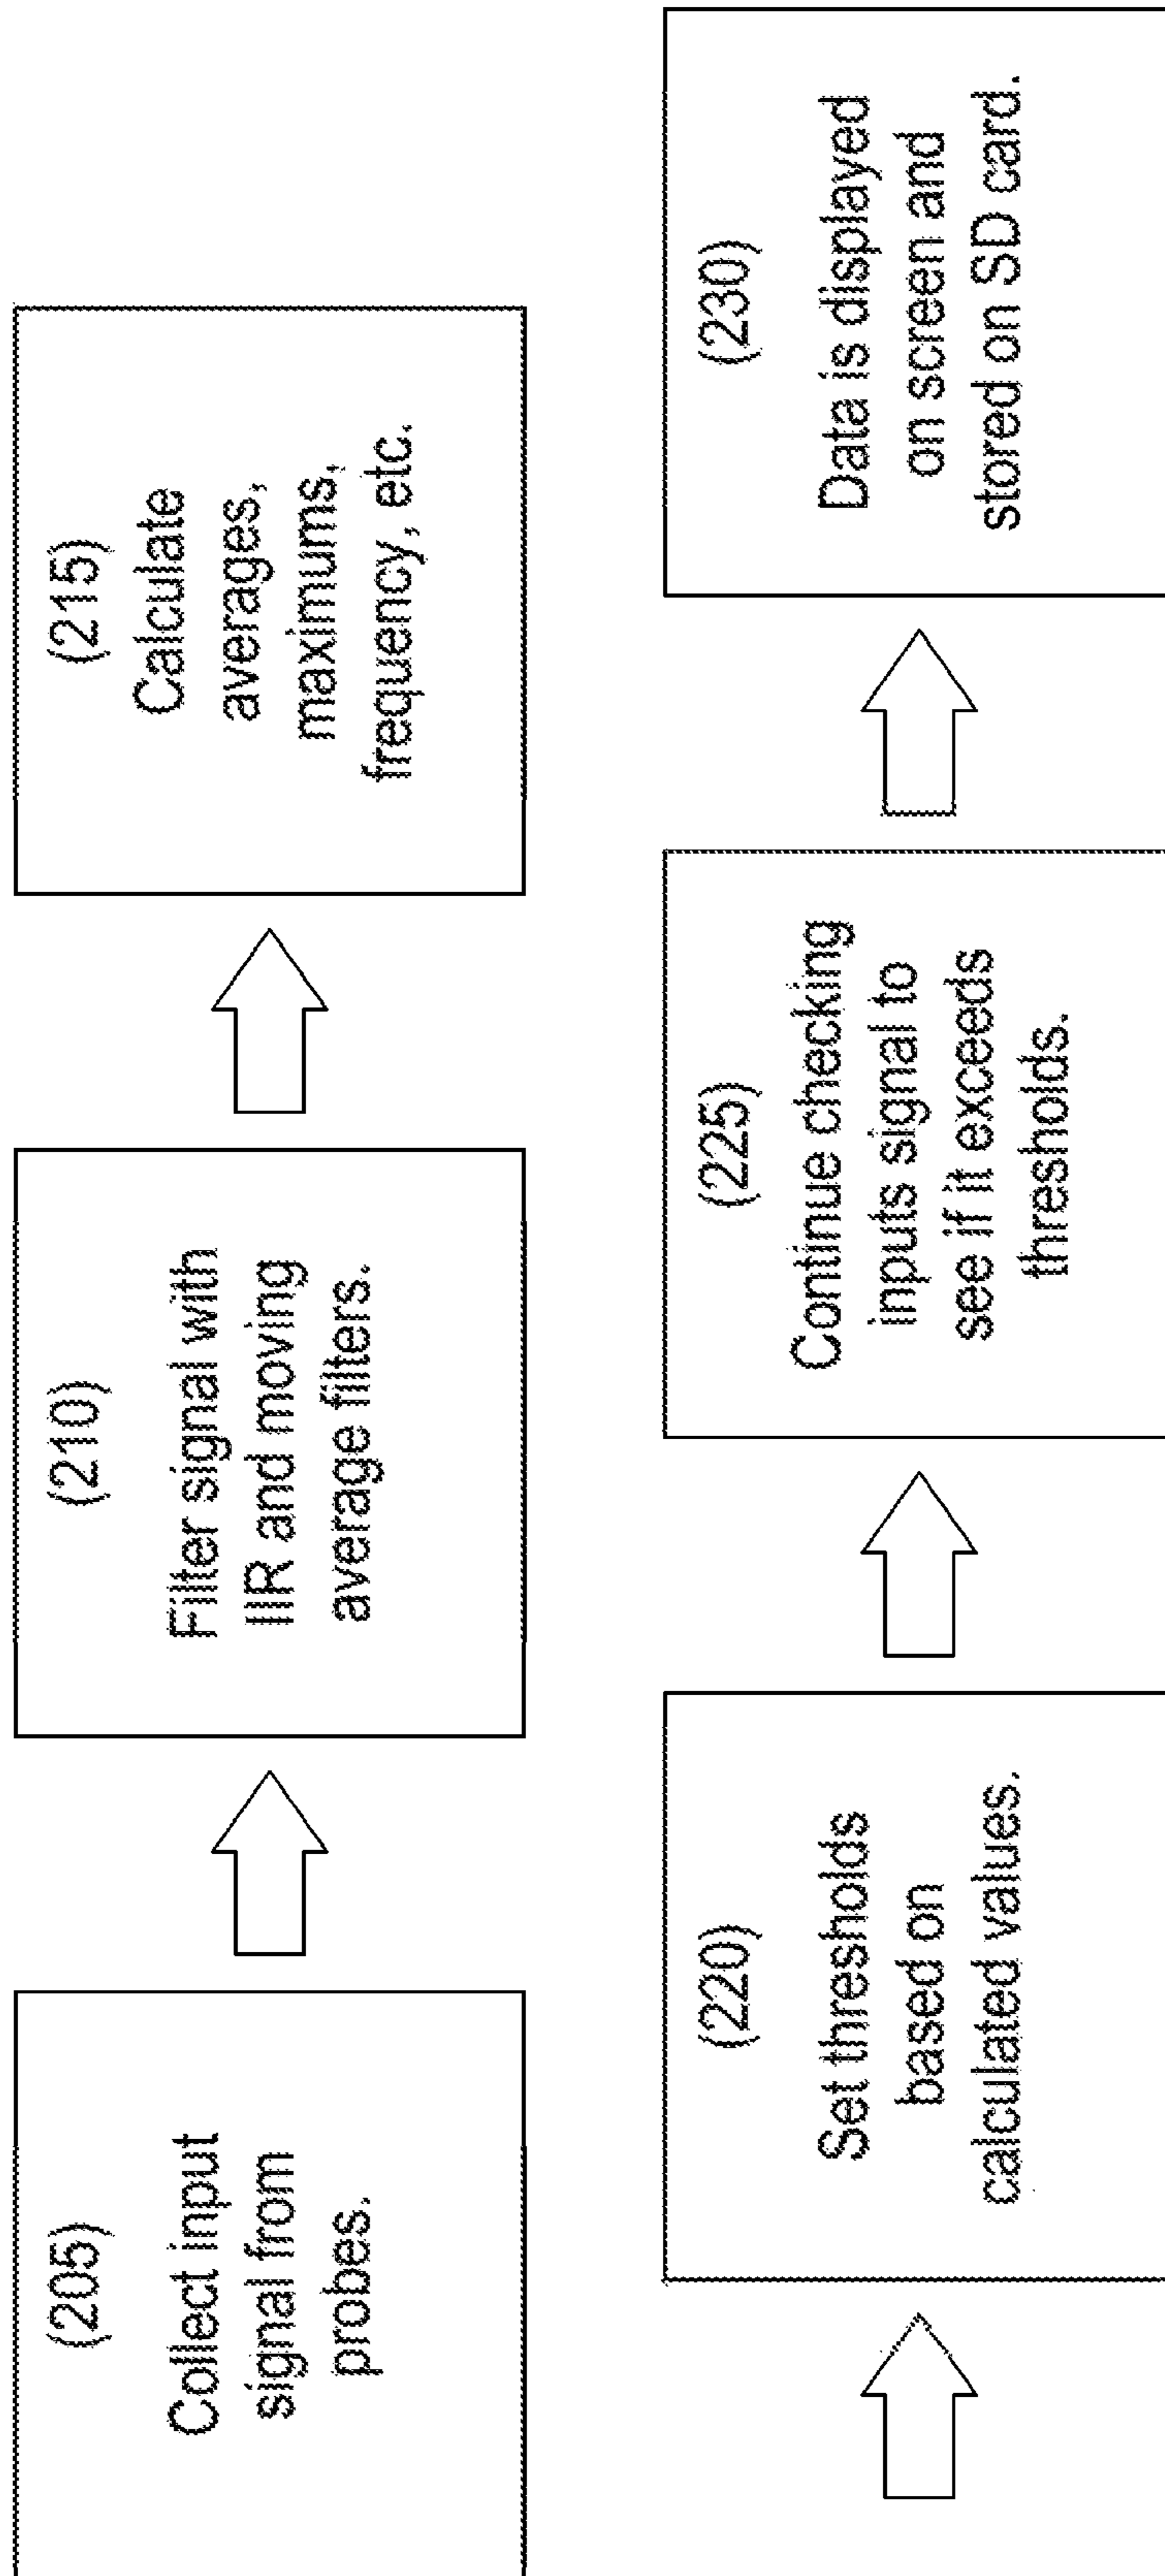 (205)
Collect input
signal from
probes.
(210)
Filter signal with
IIR and moving
average filters.
(215)
Calculate
averages,
maximums,
frequency, etc.
(220)
Set thresholds
based on
calculated values.
(225)
Continue checking
inputs signal to
see if it exceeds
thresholds.
(230)
Data is displayed
on screen and
stored on SD card.